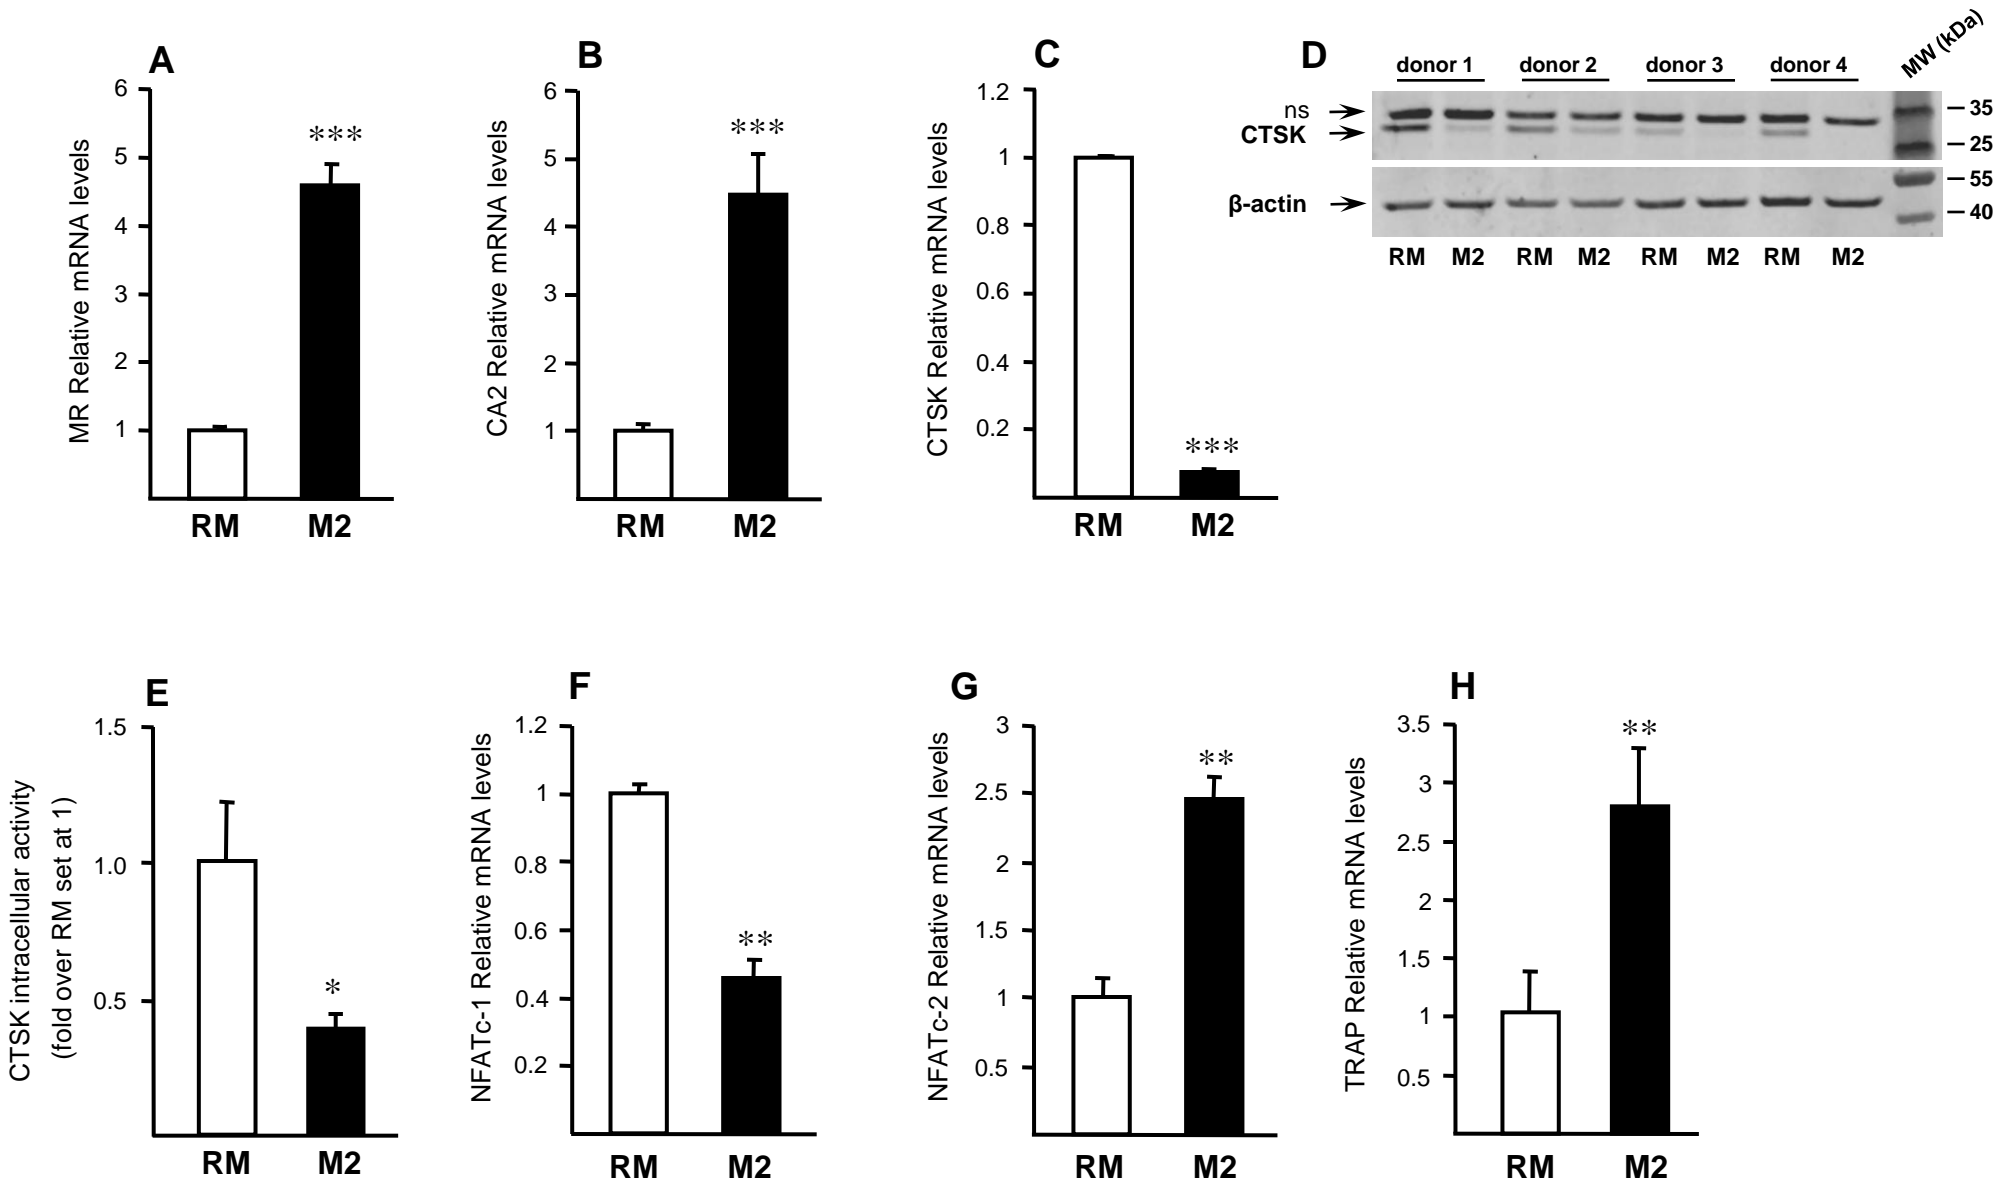 A
MR Relative mRNA levels
6
5
4
3
2
1
***
RM M2
B
CA2 Relative mRNA levels
6
5
4
3
2
1
***
RM M2
C
CTSK Relative mRNA levels
1.2
1
0.8
0.6
0.4
0.2
***
RM M2
D
donor 1 donor 2 donor 3 donor 4 MW (kDa)
ns
CTSK
β-actin
35
25
55
40
RM M2 RM M2 RM M2 RM M2
E
CTSK intracellular activity
(fold over RM set at 1)
1.5
1.0
0.5
*
RM M2
F
NFATc-1 Relative mRNA levels
1.2
1
0.8
0.6
0.4
0.2
**
RM M2
G
NFATc-2 Relative mRNA levels
3
2.5
2
1.5
1
0.5
**
RM M2
H
TRAP Relative mRNA levels
3.5
3
2.5
2
1.5
1
0.5
**
RM M2